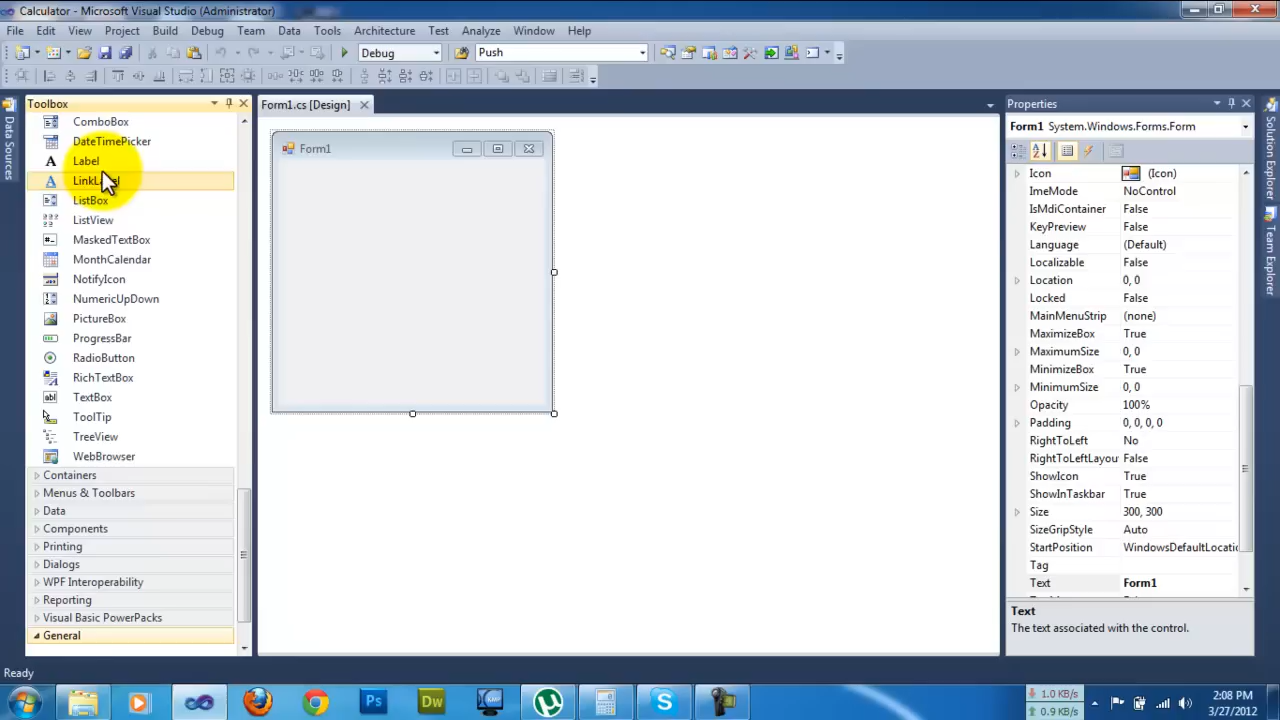 Calculator - Microsoft Visual Studio (Administrator)
File Edit View Project Build Debug Team Data Tools Architecture Test Analyze Window Help
Debug Push
Data Sources
Toolbox
ComboBox
DateTimePicker
Label
ListBox
ListView
MaskedTextBox
MonthCalendar
NotifyIcon
NumericUpDown
PictureBox
ProgressBar
RadioButton
RichTextBox
TextBox
ToolTip
TreeView
WebBrowser
Containers
Menus & Toolbars
Data
Components
Printing
Dialogs
WPF Interoperability
Reporting
Visual Basic PowerPacks
General
Form1.cs [Design]
Form1
Properties
Form1 System.Windows.Forms.Form
Icon (Icon)
ImeMode NoControl
IsMdiContainer False
KeyPreview False
Language (Default)
Localizable False
Location 0, 0
Locked False
MainMenuStrip (none)
MaximizeBox True
MaximumSize 0, 0
MinimizeBox True
MinimumSize 0, 0
Opacity 100%
Padding 0, 0, 0, 0
RightToLeft No
RightToLeftLayou False
ShowIcon True
ShowInTaskbar True
Size 300, 300
SizeGripStyle Auto
StartPosition WindowsDefaultLocati
Tag
Text Form1
Text
The text associated with the control.
Solution Explorer
Team Explorer
Ready
Ps Dw
1.0 KB/s
0.9 KB/s
2:08 PM
3/27/2012